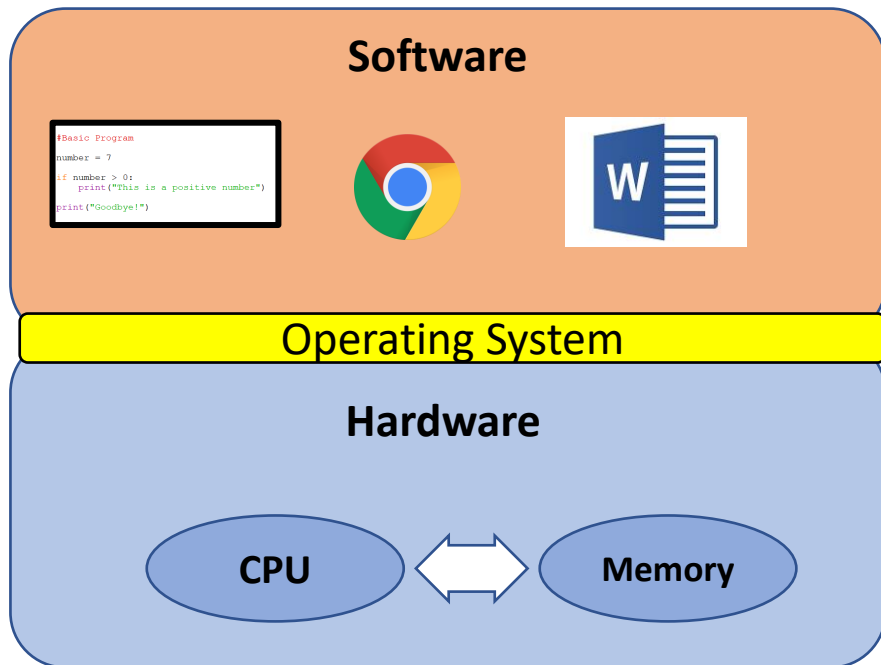 Software
#Basic Program
number = 7
if number > 0:
    print("This is a positive number")
print("Goodbye!")
W
Operating System
Hardware
CPU
Memory